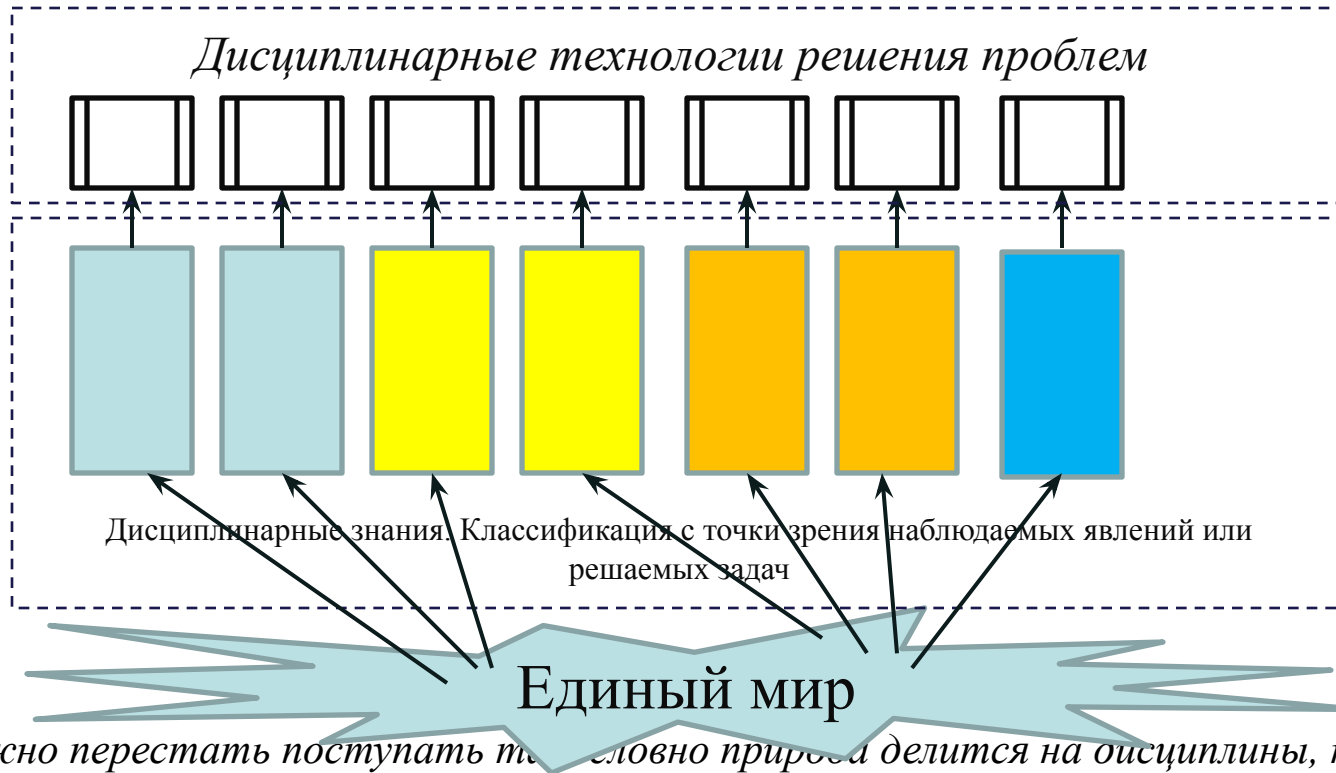 Дисциплинарные технологии решения проблем
Дисциплинарные знания. Классификация с точки зрения наблюдаемых явлений или
решаемых задач
Единый мир
перестать поступать словно природа делится на дисциплины,